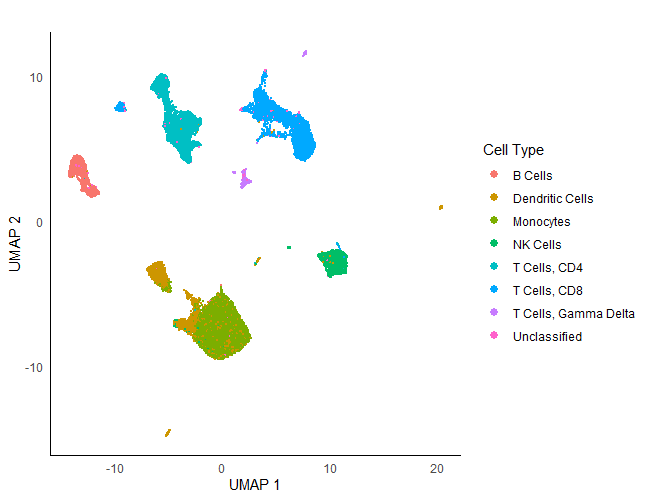 10
0
-10
UMAP 2
-10
0
10
20
UMAP 1
Cell Type
B Cells
Dendritic Cells
Monocytes
NK Cells
T Cells, CD4
T Cells, CD8
T Cells, Gamma Delta
Unclassified